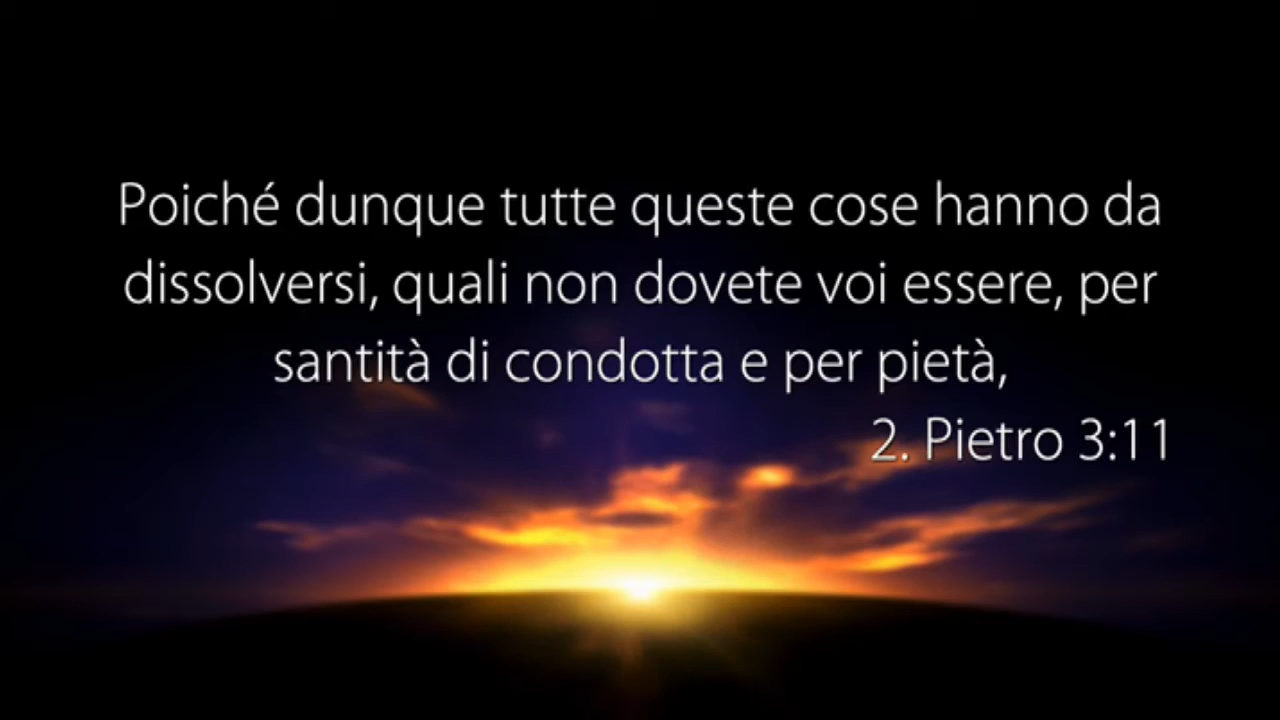 Poiché dunque tutte queste cose hanno da
dissolversi, quali non dovete voi essere, per
santità di condotta e per pietà,
2. Pietro 3:11